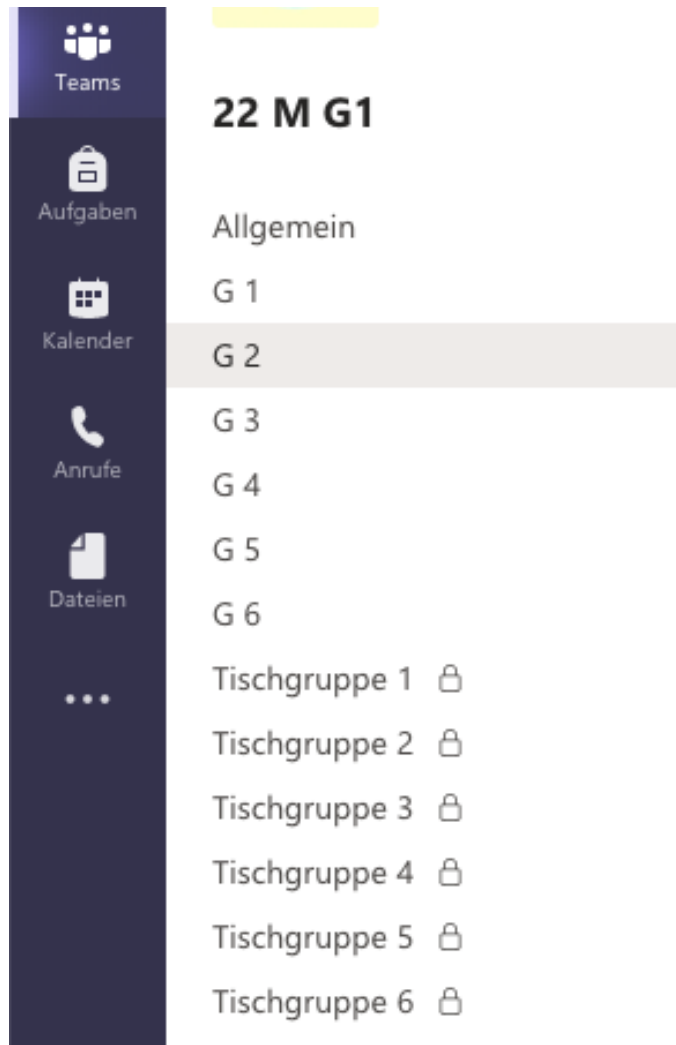 Teams
Aufgaben
Kalender
Anrufe
Dateien
22 M G1
Allgemein
G 1
G 2
G 3
G 4
G 5
G 6
Tischgruppe 1
Tischgruppe 2
Tischgruppe 3
Tischgruppe 4
Tischgruppe 5
Tischgruppe 6